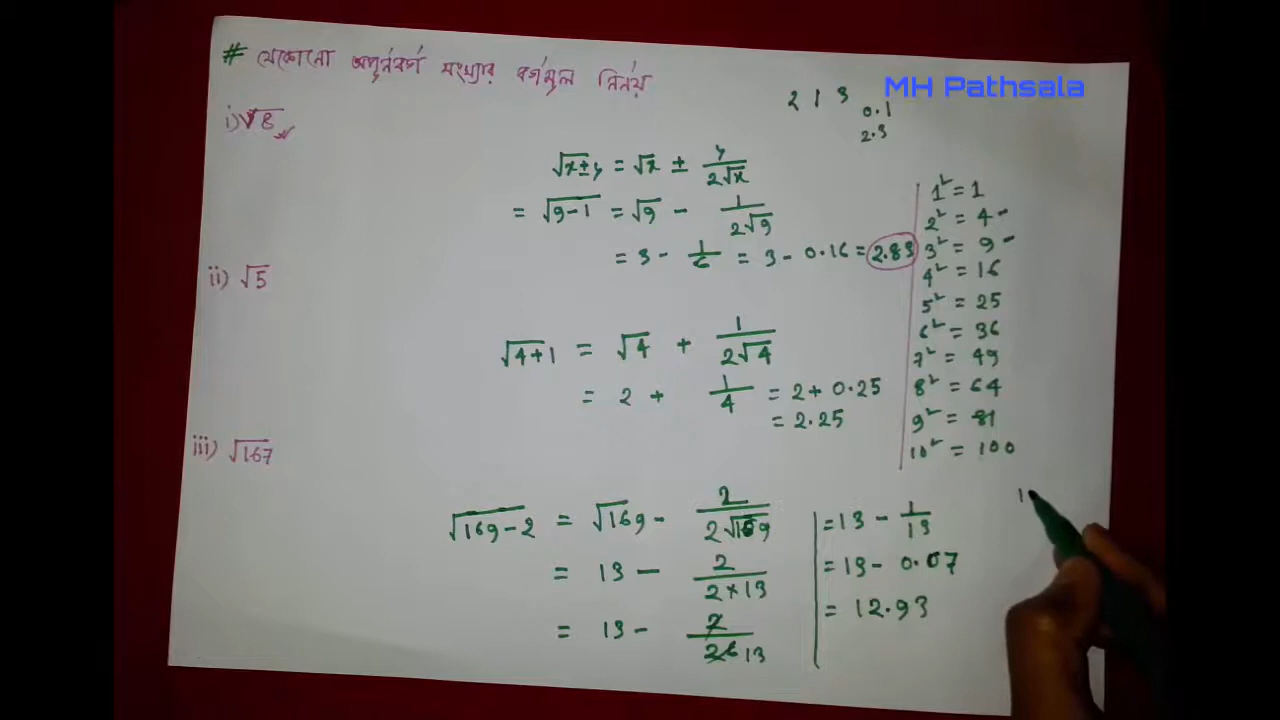 # যেকোনো অপূর্নবর্গ সংখ্যার বর্গমূল নির্নয়
MH Pathsala
2 1 3
0.1
2.3
i) √8
√x±y = √x ± y/2√x
= √9-1 = √9 - 1/2√9
= 3 - 1/6 = 3 - 0.16 = 2.83
1² = 1
2² = 4 -
3² = 9 -
4² = 16
5² = 25
6² = 36
7² = 49
8² = 64
9² = 81
10² = 100
ii) √5
√4+1 = √4 + 1/2√4
= 2 + 1/4 = 2 + 0.25
= 2.25
iii) √167
√169-2 = √169 - 2/2√169
= 13 - 2/2×13
= 13 - 2/26 13
= 13 - 1/13
= 13 - 0.07
= 12.93